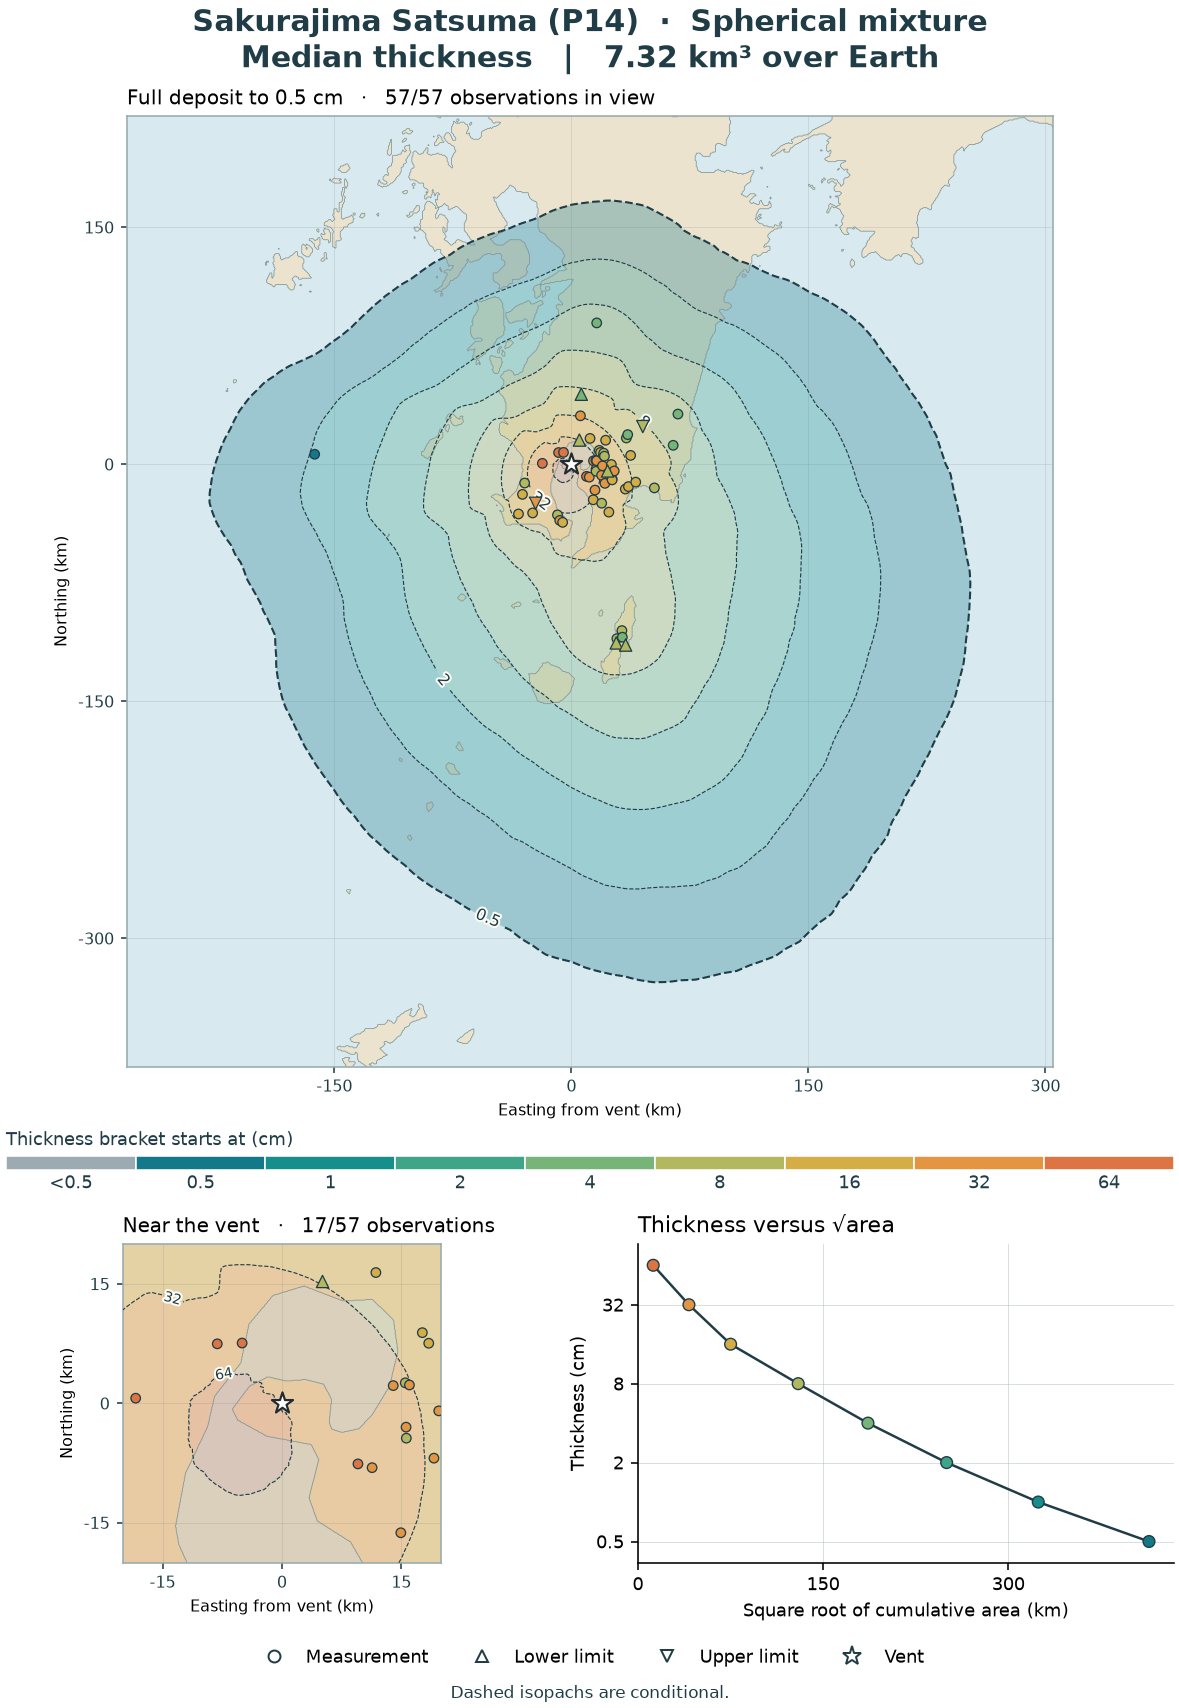 Sakurajima Satsuma (P14) · Spherical mixture
Median thickness | 7.32 km³ over Earth
Full deposit to 0.5 cm · 57/57 observations in view
150
0
-150
-300
Northing (km)
8
32
2
0.5
-150
0
150
300
Easting from vent (km)
Thickness bracket starts at (cm)
<0.5
0.5
1
2
4
8
16
32
64
Near the vent · 17/57 observations
15
0
-15
Northing (km)
32
64
-15
0
15
Easting from vent (km)
Thickness versus √area
32
8
2
0.5
Thickness (cm)
0
150
300
Square root of cumulative area (km)
Measurement
Lower limit
Upper limit
Vent
Dashed isopachs are conditional.